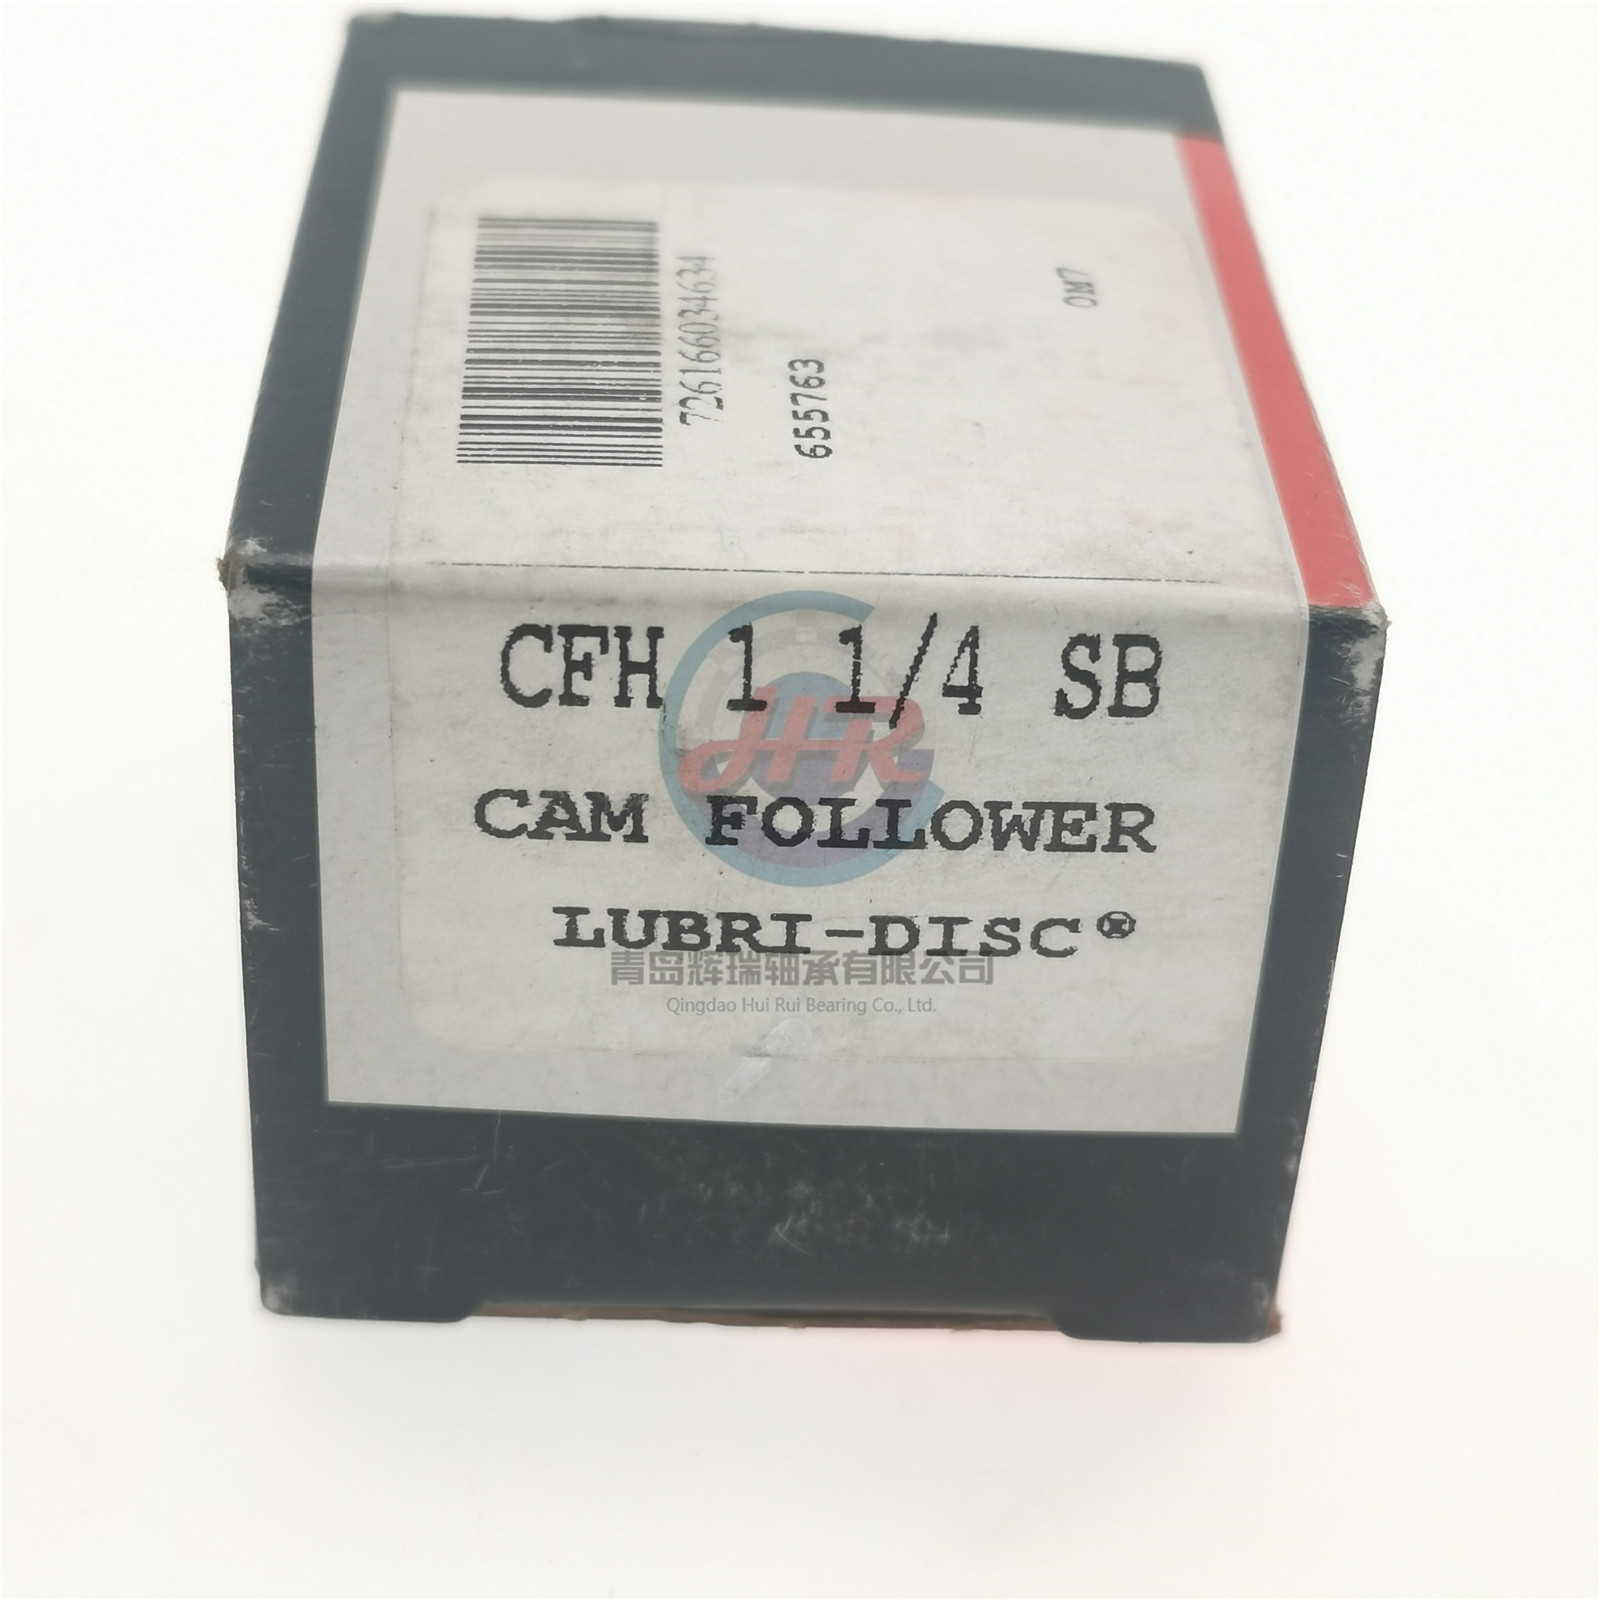 726166034634
655763
OM7
CFH 1 1/4 SB
HR
CAM FOLLOWER
LUBRI-DISC®
青岛辉瑞轴承有限公司
Qingdao Hui Rui Bearing Co., Ltd.